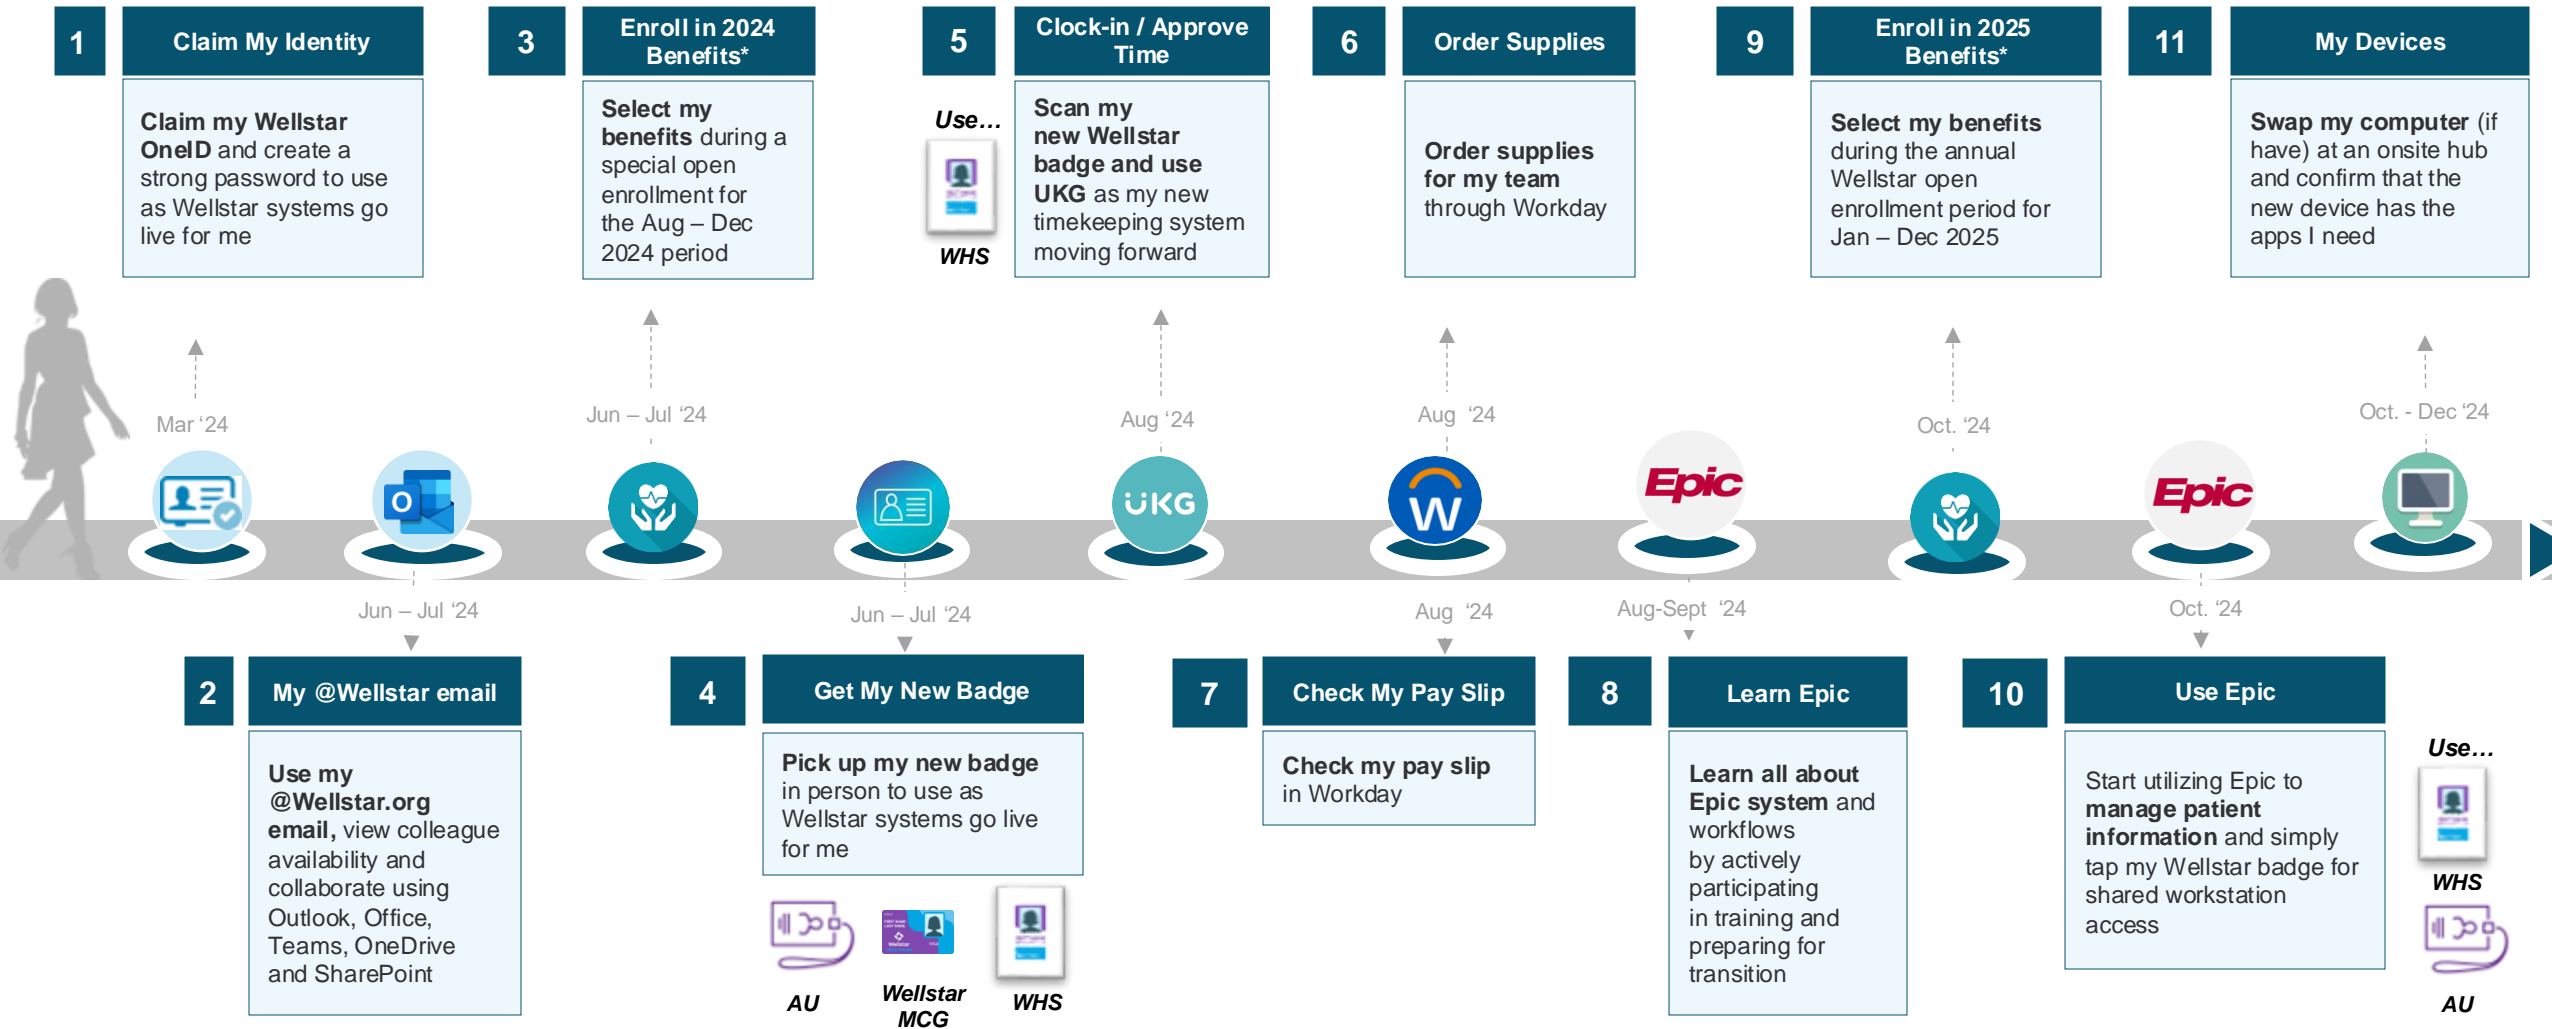 1
Claim My Identity
Claim my Wellstar
OneID and create a
strong password to use
as Wellstar systems go
live for me
Mar ‘24
2
My @Wellstar email
Jun – Jul ‘24
Use my
@Wellstar.org
email, view colleague
availability and
collaborate using
Outlook, Office,
Teams, OneDrive
and SharePoint
3
Enroll in 2024
Benefits*
Select my
benefits during a
special open
enrollment for
the Aug – Dec
2024 period
Jun – Jul ‘24
4
Get My New Badge
Jun – Jul ‘24
Pick up my new badge
in person to use as
Wellstar systems go live
for me
AU
Wellstar
Wellstar
MCG
WHS
5
Clock-in / Approve
Time
Use…
WHS
Scan my
new Wellstar
badge and use
UKG as my new
timekeeping system
moving forward
Aug ‘24
UKG
6
Order Supplies
Order supplies
for my team
through Workday
Aug ‘24
W
7
Check My Pay Slip
Aug ‘24
Check my pay slip
in Workday
8
Learn Epic
Epic
Aug-Sept ‘24
Learn all about
Epic system and
workflows
by actively
participating
in training and
preparing for
transition
9
Enroll in 2025
Benefits*
Select my benefits
during the annual
Wellstar open
enrollment period for
Jan – Dec 2025
Oct. ‘24
10
Use Epic
Epic
Oct. ‘24
Start utilizing Epic to
manage patient
information and simply
tap my Wellstar badge for
shared workstation
access
Use…
WHS
AU
11
My Devices
Swap my computer (if
have) at an onsite hub
and confirm that the
new device has the
apps I need
Oct. - Dec ‘24